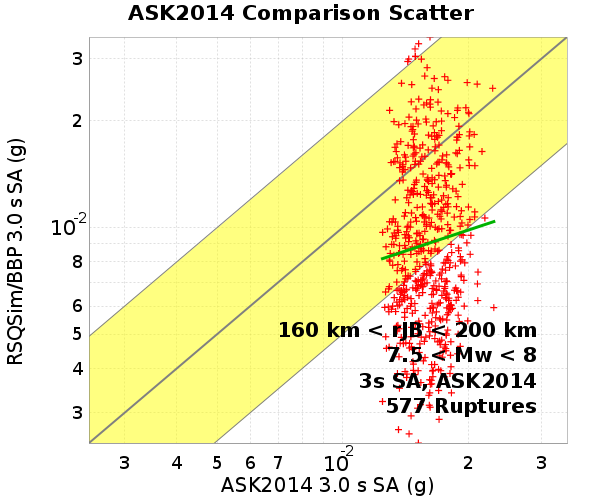 ASK2014 Comparison Scatter
RSQSim/BBP 3.0 s SA (g)
3
2
10-2
8
6
5
4
3
160 km < rJB < 200 km
7.5 < Mw < 8
3s SA, ASK2014
577 Ruptures
3 4 5 6 7 10-2 2 3
ASK2014 3.0 s SA (g)